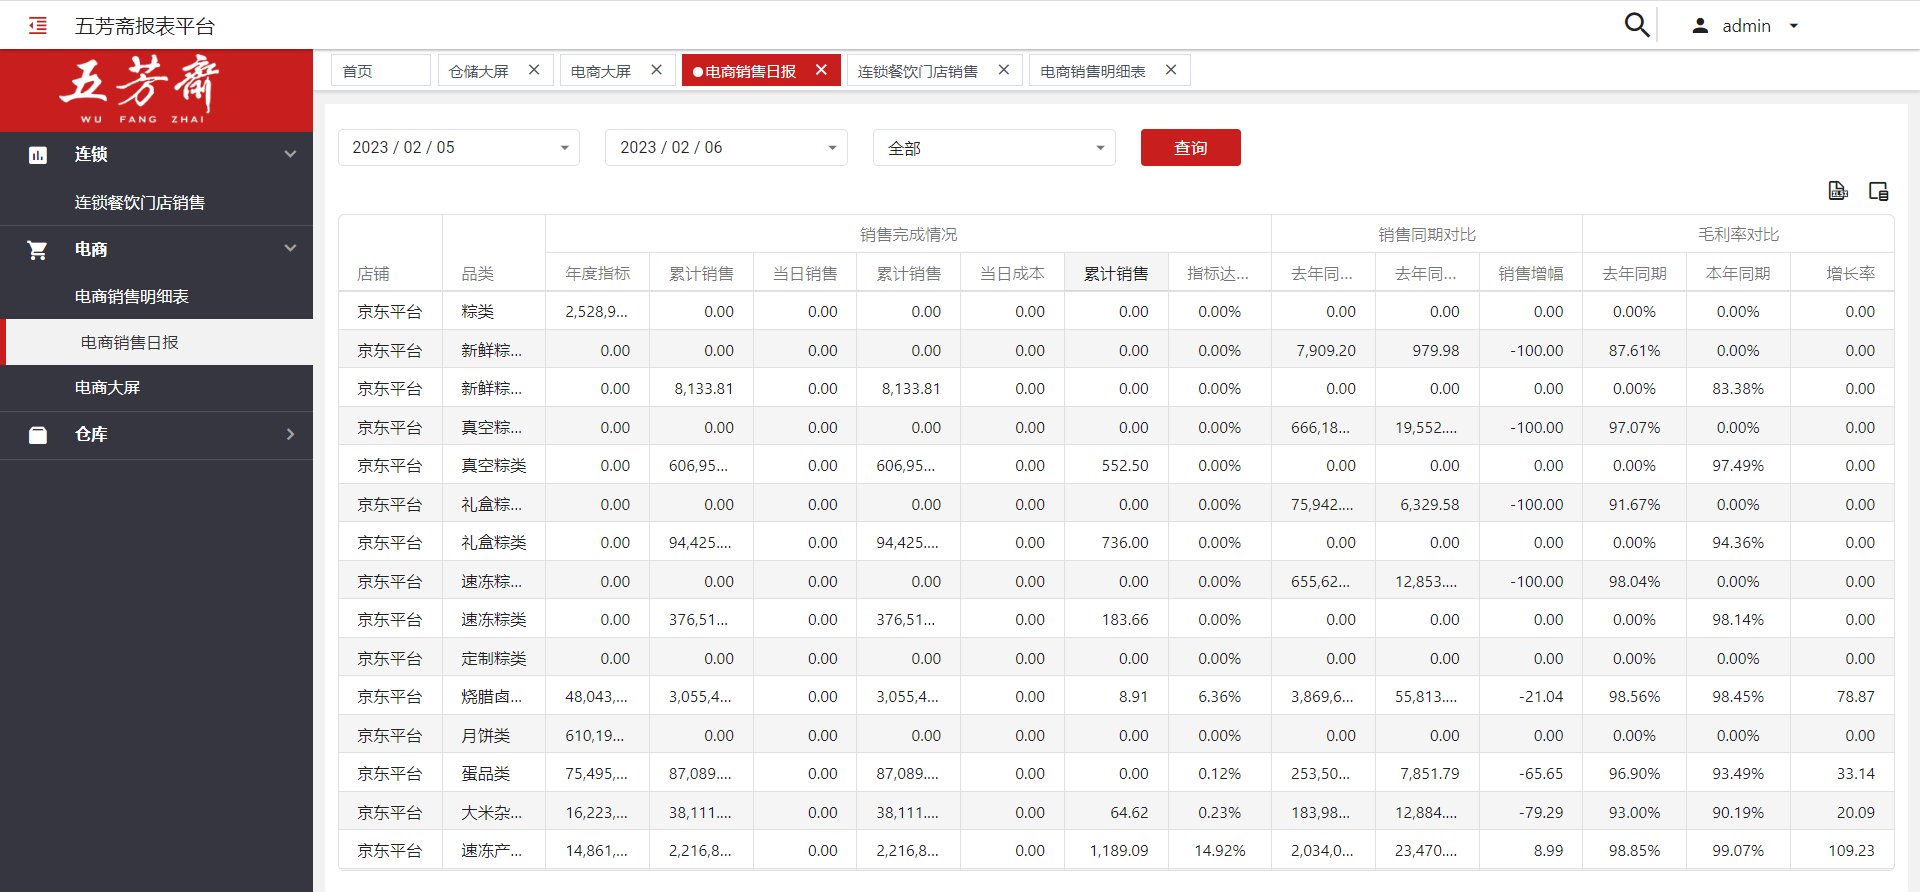 五芳斋报表平台
admin
五芳斋
WU FANG ZHAI
首页 仓储大屏 电商大屏 电商销售日报 连锁餐饮门店销售 电商销售明细表
连锁
连锁餐饮门店销售
电商
电商销售明细表
电商销售日报
电商大屏
仓库
2023 / 02 / 05 2023 / 02 / 06 全部 查询
销售完成情况 销售同期对比 毛利率对比
店铺 品类 年度指标 累计销售 当日销售 累计销售 当日成本 累计销售 指标达... 去年同... 去年同... 销售增幅 去年同期 本年同期 增长率
京东平台 粽类 2,528,9... 0.00 0.00 0.00 0.00 0.00 0.00% 0.00 0.00 0.00 0.00% 0.00% 0.00
京东平台 新鲜粽... 0.00 0.00 0.00 0.00 0.00 0.00 0.00% 7,909.20 979.98 -100.00 87.61% 0.00% 0.00
京东平台 新鲜粽... 0.00 8,133.81 0.00 8,133.81 0.00 0.00 0.00% 0.00 0.00 0.00 0.00% 83.38% 0.00
京东平台 真空粽... 0.00 0.00 0.00 0.00 0.00 0.00 0.00% 666,18... 19,552.... -100.00 97.07% 0.00% 0.00
京东平台 真空粽类 0.00 606,95... 0.00 606,95... 0.00 552.50 0.00% 0.00 0.00 0.00 0.00% 97.49% 0.00
京东平台 礼盒粽... 0.00 0.00 0.00 0.00 0.00 0.00 0.00% 75,942.... 6,329.58 -100.00 91.67% 0.00% 0.00
京东平台 礼盒粽类 0.00 94,425.... 0.00 94,425.... 0.00 736.00 0.00% 0.00 0.00 0.00 0.00% 94.36% 0.00
京东平台 速冻粽... 0.00 0.00 0.00 0.00 0.00 0.00 0.00% 655,62... 12,853.... -100.00 98.04% 0.00% 0.00
京东平台 速冻粽类 0.00 376,51... 0.00 376,51... 0.00 183.66 0.00% 0.00 0.00 0.00 0.00% 98.14% 0.00
京东平台 定制粽类 0.00 0.00 0.00 0.00 0.00 0.00 0.00% 0.00 0.00 0.00 0.00% 0.00% 0.00
京东平台 烧腊卤... 48,043,... 3,055,4... 0.00 3,055,4... 0.00 8.91 6.36% 3,869,6... 55,813.... -21.04 98.56% 98.45% 78.87
京东平台 月饼类 610,19... 0.00 0.00 0.00 0.00 0.00 0.00% 0.00 0.00 0.00 0.00% 0.00% 0.00
京东平台 蛋品类 75,495,... 87,089.... 0.00 87,089.... 0.00 0.00 0.12% 253,50... 7,851.79 -65.65 96.90% 93.49% 33.14
京东平台 大米杂... 16,223,... 38,111.... 0.00 38,111.... 0.00 64.62 0.23% 183,98... 12,884.... -79.29 93.00% 90.19% 20.09
京东平台 速冻产... 14,861,... 2,216,8... 0.00 2,216,8... 0.00 1,189.09 14.92% 2,034,0... 23,470.... 8.99 98.85% 99.07% 109.23